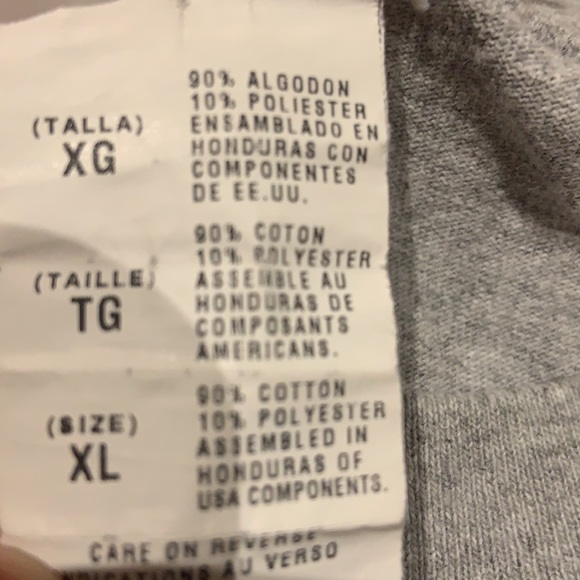 (TALLA)
XG
90% ALGODON
10% POLIESTER
ENSAMBLADO EN
HONDURAS CON
COMPONENTES
DE EE.UU.
(TAILLE)
TG
90% COTON
10% POLYESTER
ASSEMBLE AU
HONDURAS DE
COMPOSANTS
AMERICANS.
(SIZE)
XL
90% COTTON
10% POLYESTER
ASSEMBLED IN
HONDURAS OF
USA COMPONENTS.
CARE ON REVERSE
INDICATIONS AU VERSO